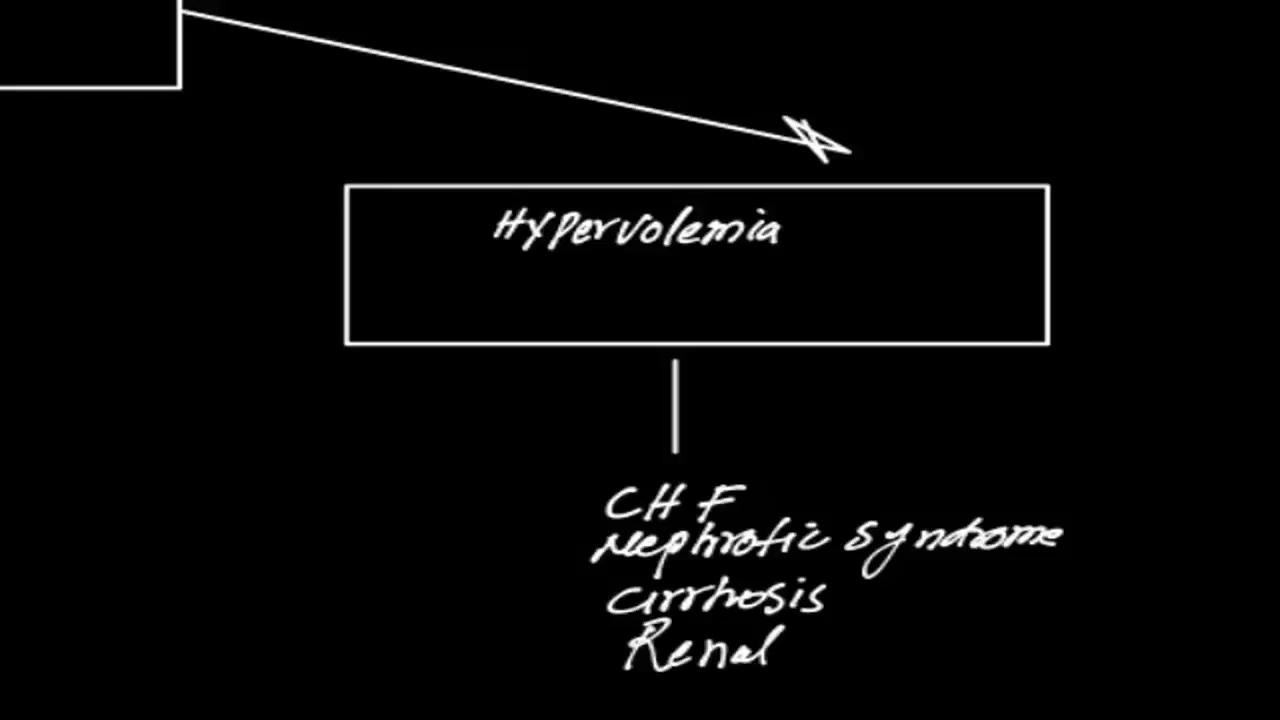 Hypervolemia
CHF
Nephrotic Syndrome
Cirrhosis
Renal